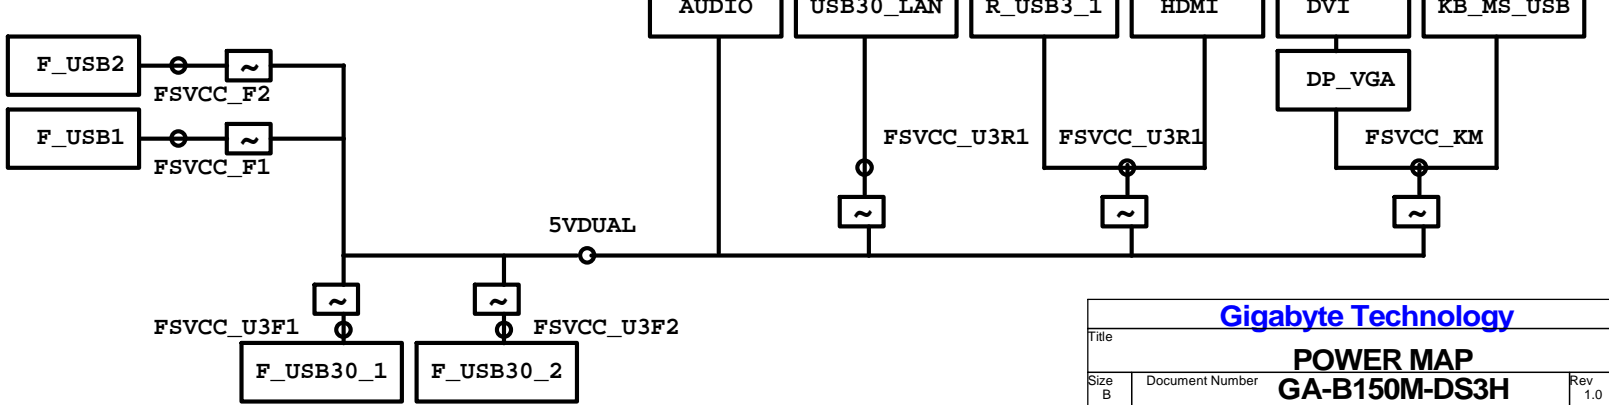 AUDIO USB30_LAN R_USB3_1 HDMI DVI KB_MS_USB
F_USB2
DP_VGA
FSVCC_F2
F_USB1
FSVCC_U3R1 FSVCC_U3R1 FSVCC_KM
FSVCC_F1
~
~
~
~
~
5VDUAL
~
~
FSVCC_U3F1 FSVCC_U3F2
F_USB30_1 F_USB30_2
Gigabyte Technology
Title
POWER MAP
Size
B
Document Number
GA-B150M-DS3H
Rev
1.0